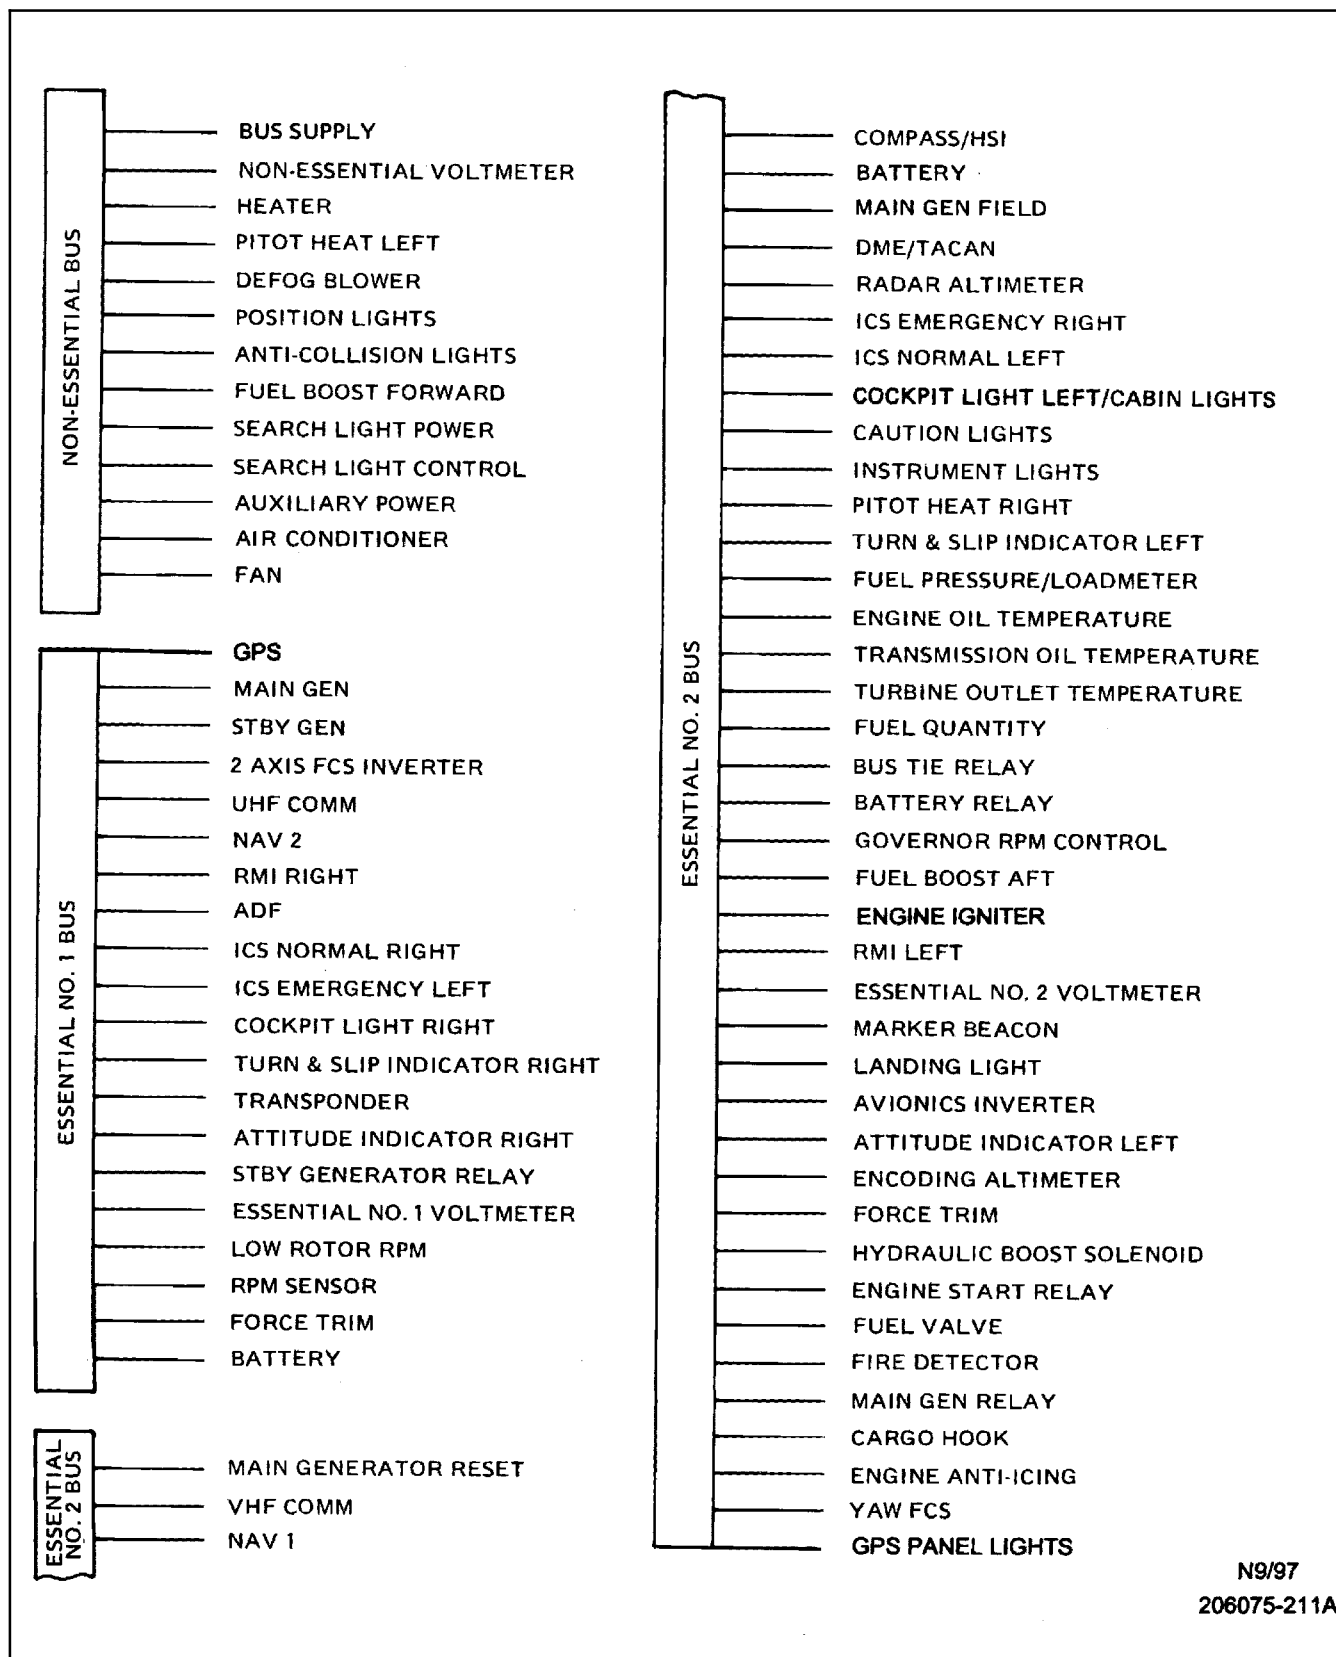 NON-ESSENTIAL BUS
BUS SUPPLY
NON-ESSENTIAL VOLTMETER
HEATER
PITOT HEAT LEFT
DEFOG BLOWER
POSITION LIGHTS
ANTI-COLLISION LIGHTS
FUEL BOOST FORWARD
SEARCH LIGHT POWER
SEARCH LIGHT CONTROL
AUXILIARY POWER
AIR CONDITIONER
FAN
ESSENTIAL NO. 1 BUS
GPS
MAIN GEN
STBY GEN
2 AXIS FCS INVERTER
UHF COMM
NAV 2
RMI RIGHT
ADF
ICS NORMAL RIGHT
ICS EMERGENCY LEFT
COCKPIT LIGHT RIGHT
TURN & SLIP INDICATOR RIGHT
TRANSPONDER
ATTITUDE INDICATOR RIGHT
STBY GENERATOR RELAY
ESSENTIAL NO. 1 VOLTMETER
LOW ROTOR RPM
RPM SENSOR
FORCE TRIM
BATTERY
ESSENTIAL
NO. 2 BUS
MAIN GENERATOR RESET
VHF COMM
NAV 1
ESSENTIAL NO. 2 BUS
COMPASS/HSI
BATTERY
MAIN GEN FIELD
DME/TACAN
RADAR ALTIMETER
ICS EMERGENCY RIGHT
ICS NORMAL LEFT
COCKPIT LIGHT LEFT/CABIN LIGHTS
CAUTION LIGHTS
INSTRUMENT LIGHTS
PITOT HEAT RIGHT
TURN & SLIP INDICATOR LEFT
FUEL PRESSURE/LOADMETER
ENGINE OIL TEMPERATURE
TRANSMISSION OIL TEMPERATURE
TURBINE OUTLET TEMPERATURE
FUEL QUANTITY
BUS TIE RELAY
BATTERY RELAY
GOVERNOR RPM CONTROL
FUEL BOOST AFT
ENGINE IGNITER
RMI LEFT
ESSENTIAL NO. 2 VOLTMETER
MARKER BEACON
LANDING LIGHT
AVIONICS INVERTER
ATTITUDE INDICATOR LEFT
ENCODING ALTIMETER
FORCE TRIM
HYDRAULIC BOOST SOLENOID
ENGINE START RELAY
FUEL VALVE
FIRE DETECTOR
MAIN GEN RELAY
CARGO HOOK
ENGINE ANTI-ICING
YAW FCS
GPS PANEL LIGHTS
N9/97
206075-211A